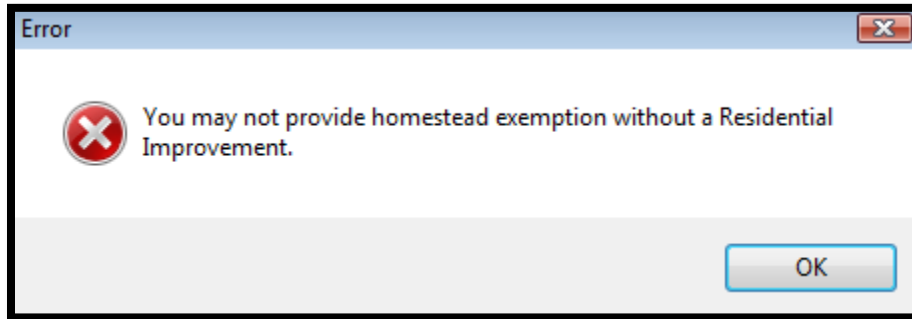 Error
You may not provide homestead exemption without a Residential
Improvement.
OK